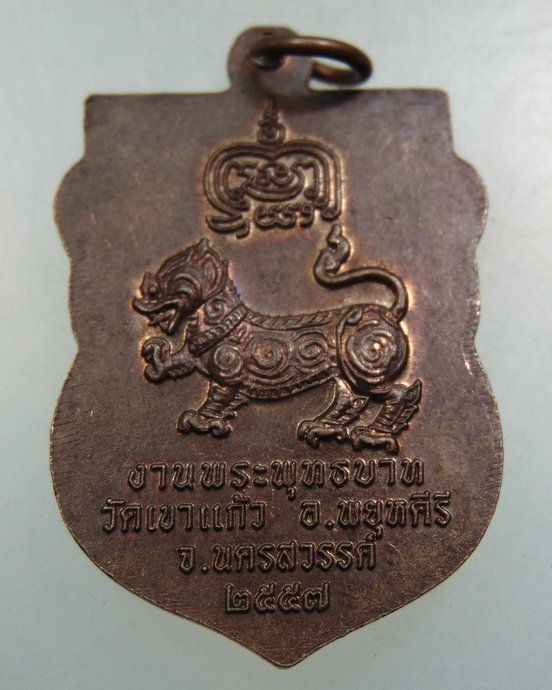 งานพระพุทธบาท
วัดเขาแก้ว อ.พยุหคีรี
จ.นครสวรรค์
๒๕๕๗